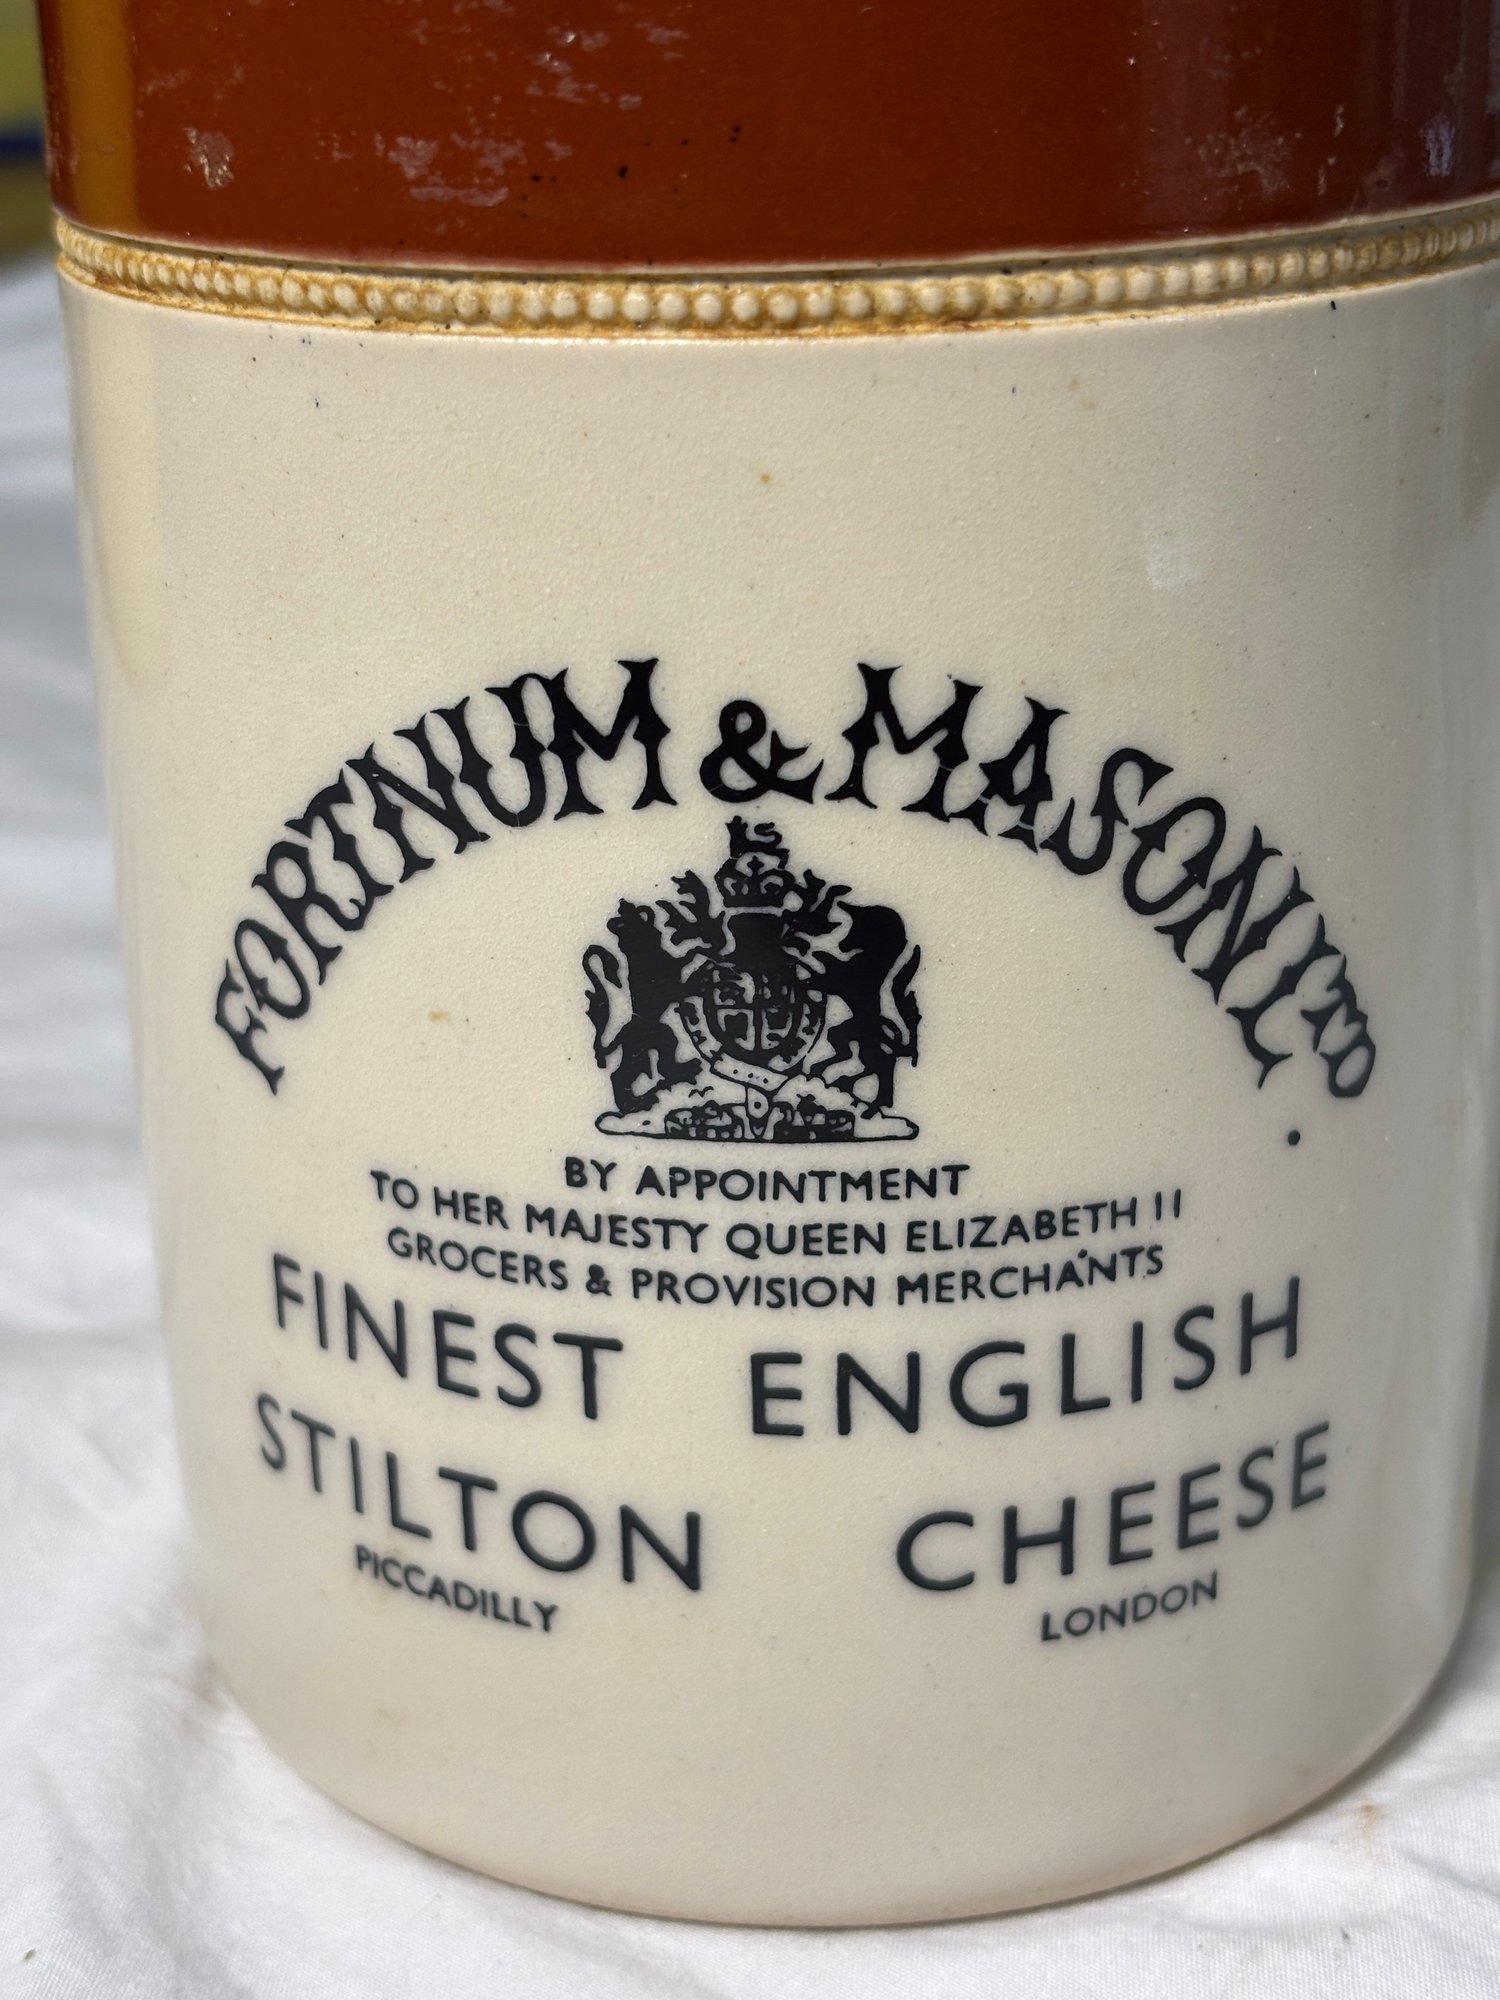 FORTNUM & MASON LTD.
BY APPOINTMENT
TO HER MAJESTY QUEEN ELIZABETH II
GROCERS & PROVISION MERCHANTS
FINEST ENGLISH
STILTON CHEESE
PICCADILLY LONDON